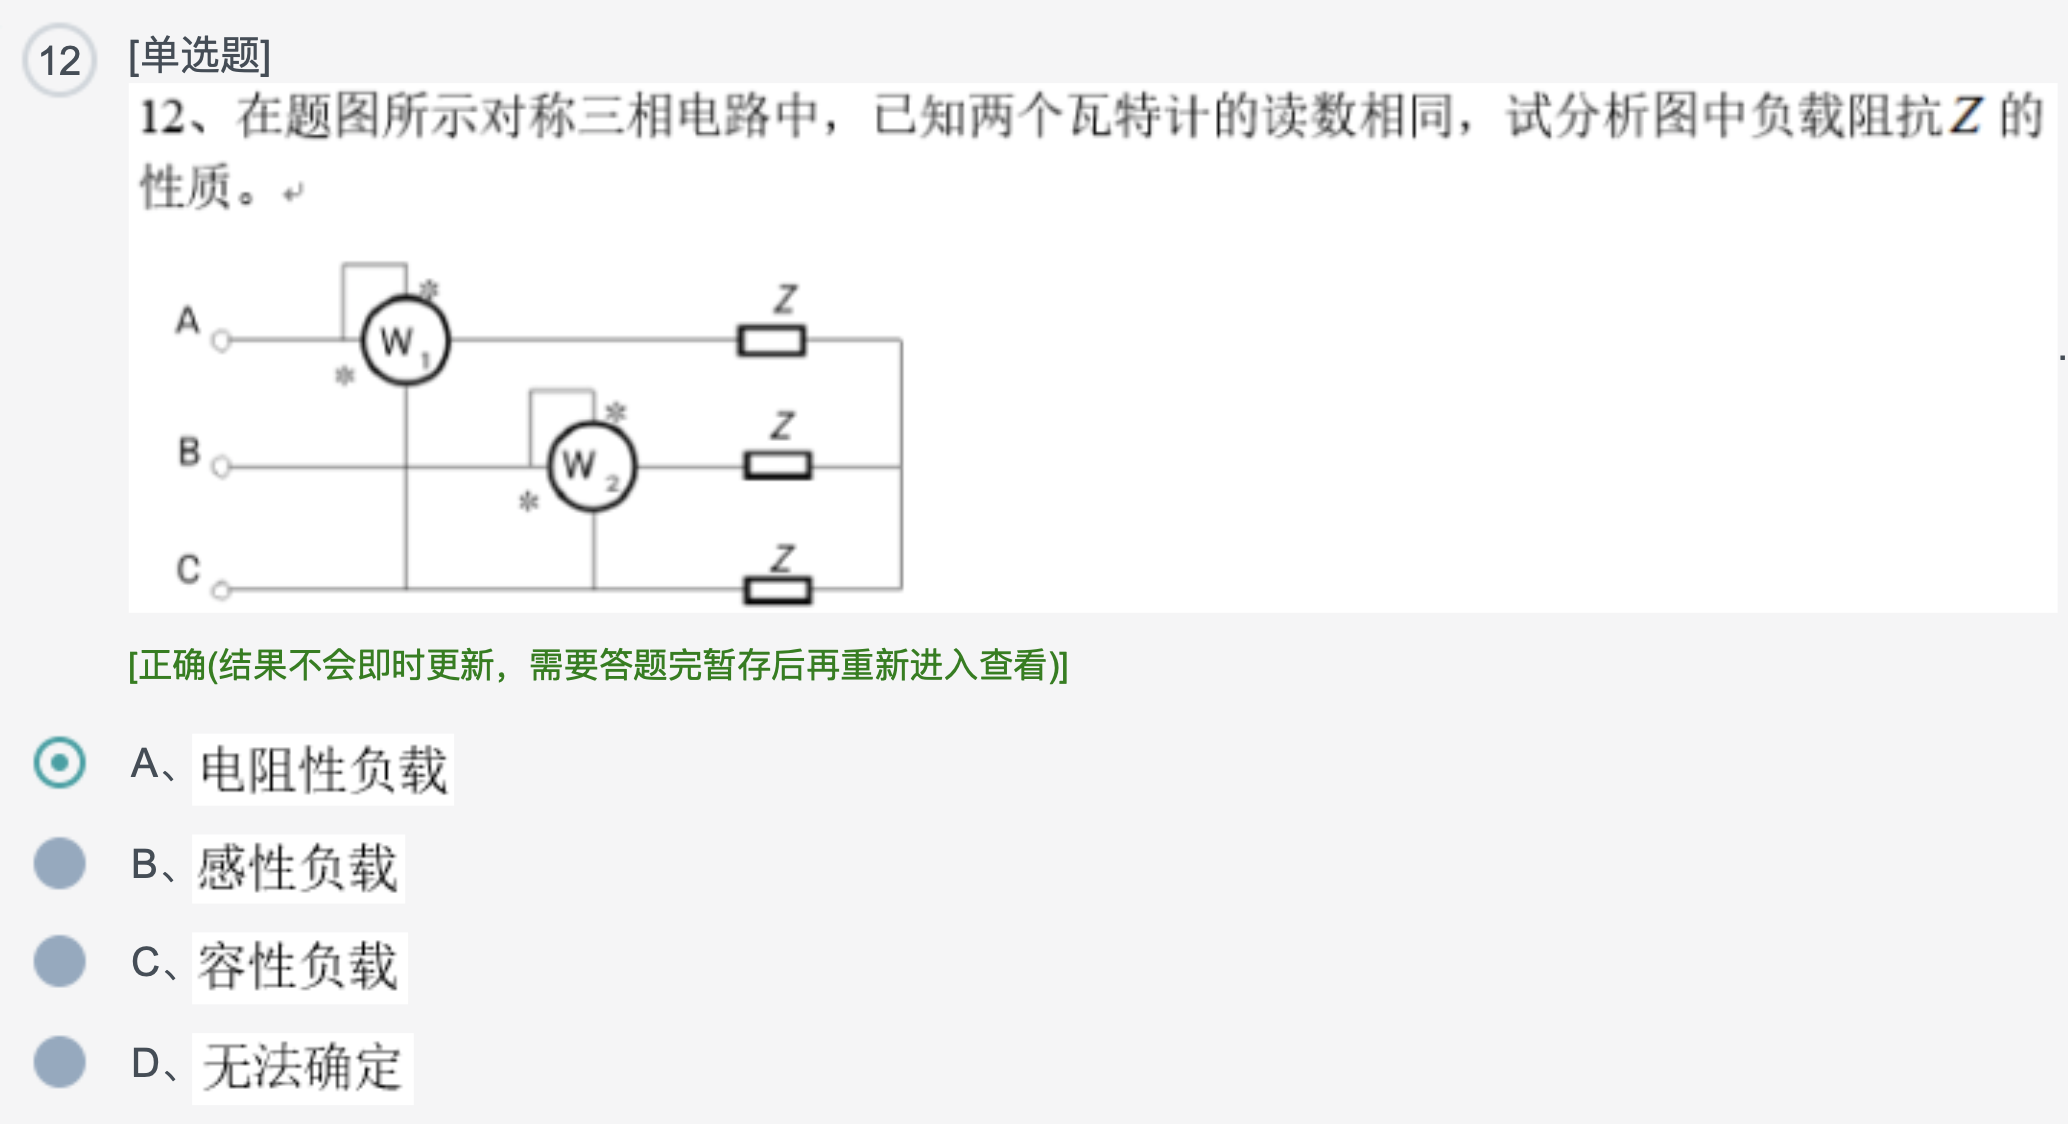 12 [单选题]
12、在题图所示对称三相电路中，已知两个瓦特计的读数相同，试分析图中负载阻抗Z 的
性质。↵
*
A W1 Z
*
*
B W2 Z
*
C Z
[正确(结果不会即时更新，需要答题完暂存后再重新进入查看)]
A、电阻性负载
B、感性负载
C、容性负载
D、无法确定